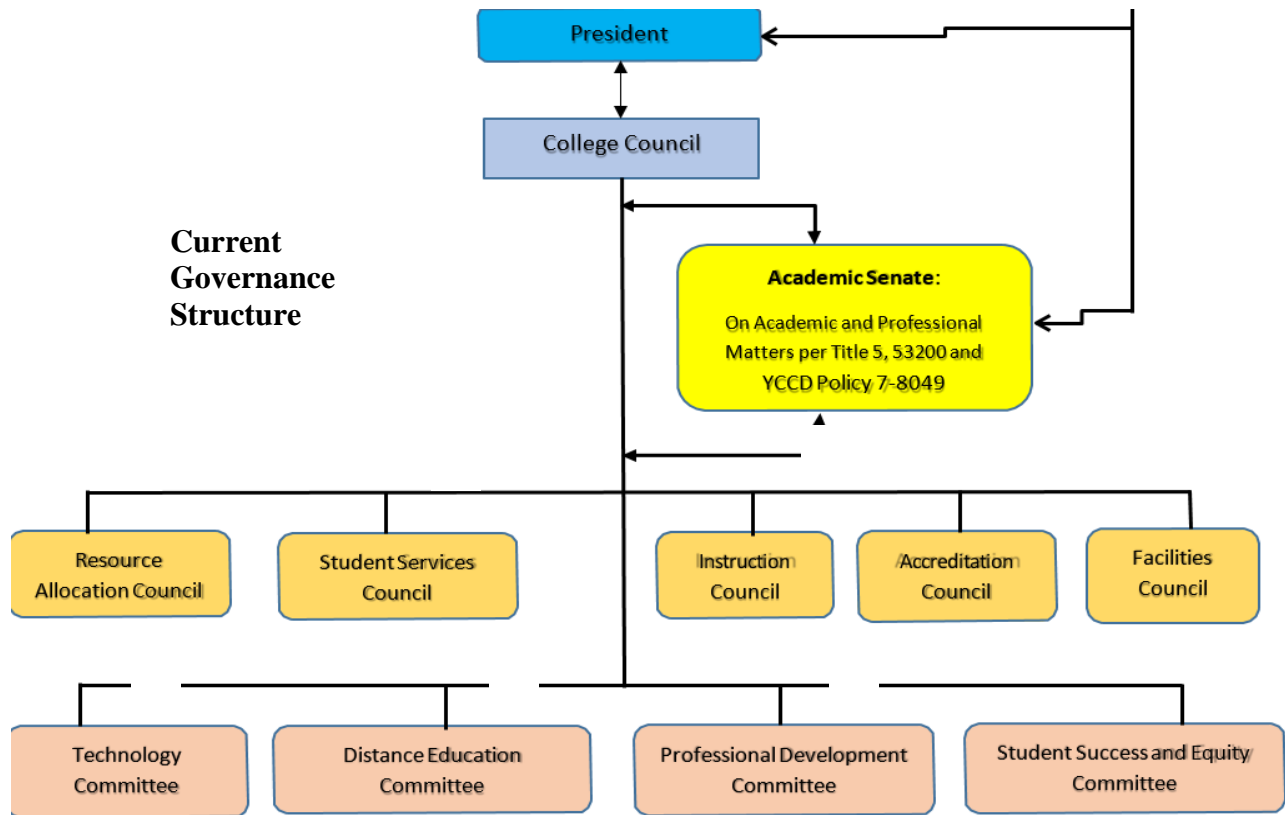 President
College Council
Current
Governance
Structure
Academic Senate:
On Academic and Professional
Matters per Title 5, 53200 and
YCCD Policy 7-8049
Resource
Allocation Council
Student Services
Council
Instruction
Council
Accreditation
Council
Facilities
Council
Technology
Committee
Distance Education
Committee
Professional Development
Committee
Student Success and Equity
Committee